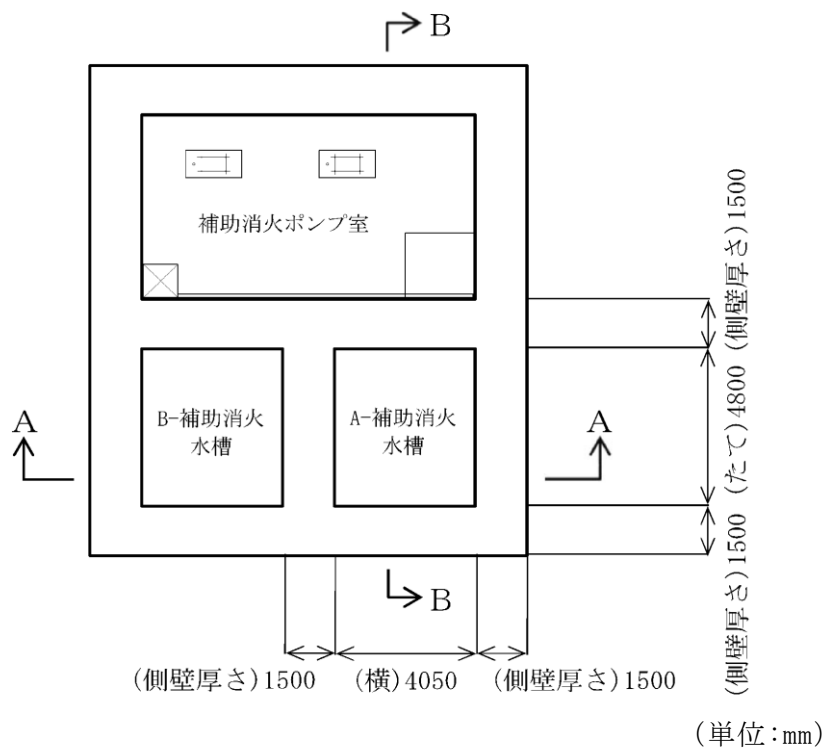 B
補助消火ポンプ室
(側壁厚さ)1500
A
B-補助消火
水槽
A-補助消火
水槽
A
(たて)4800
(側壁厚さ)1500
B
(側壁厚さ)1500
(横)4050
(側壁厚さ)1500
(単位:mm)